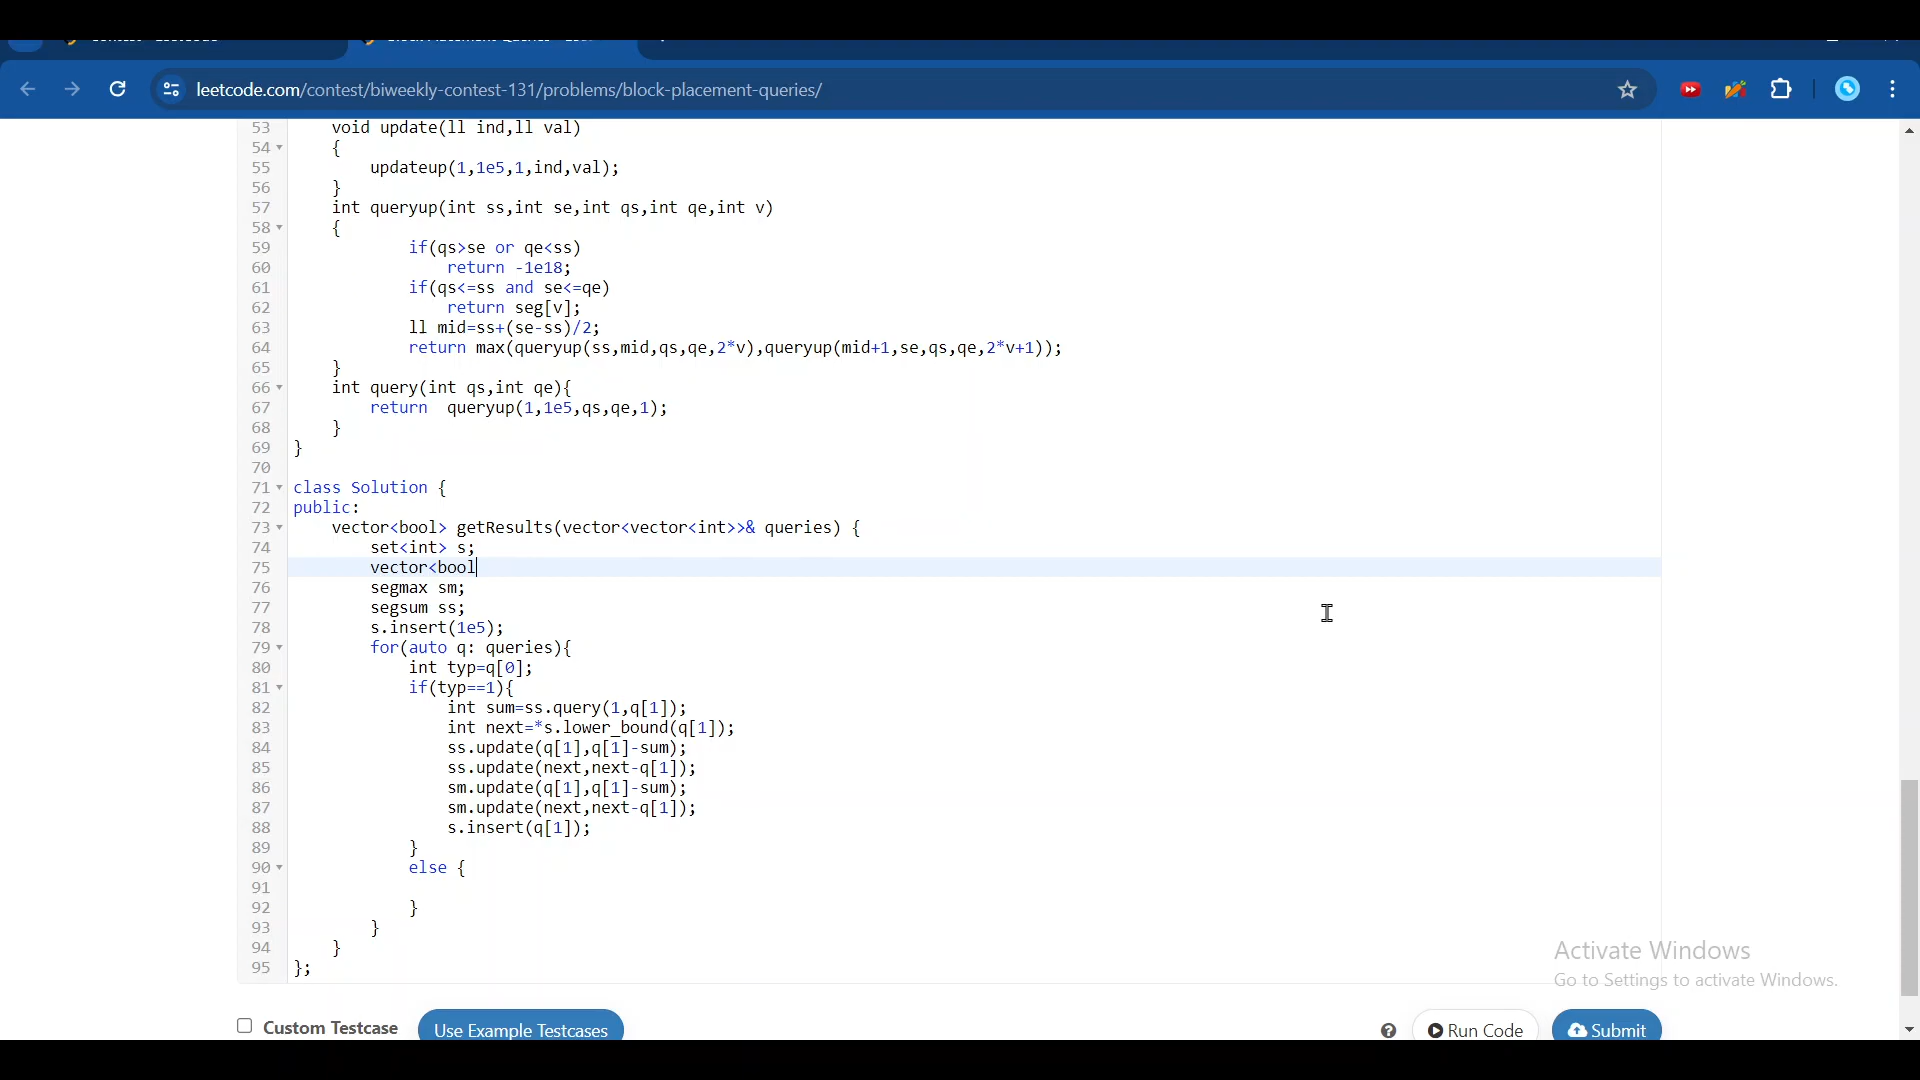 leetcode.com/contest/biweekly-contest-131/problems/block-placement-queries/
53 void update(ll ind,ll val)
54 {
55 updateup(1,1e5,1,ind,val);
56 }
57 int queryup(int ss,int se,int qs,int qe,int v)
58 {
59 if(qs>se or qe<ss)
60 return -1e18;
61 if(qs<=ss and se<=qe)
62 return seg[v];
63 ll mid=ss+(se-ss)/2;
64 return max(queryup(ss,mid,qs,qe,2*v),queryup(mid+1,se,qs,qe,2*v+1));
65 }
66 int query(int qs,int qe){
67 return  queryup(1,1e5,qs,qe,1);
68 }
69 }
70
71 class Solution {
72 public:
73 vector<bool> getResults(vector<vector<int>>& queries) {
74 set<int> s;
75 vector<bool
76 segmax sm;
77 segsum ss;
78 s.insert(1e5);
79 for(auto q: queries){
80 int typ=q[0];
81 if(typ==1){
82 int sum=ss.query(1,q[1]);
83 int next=*s.lower_bound(q[1]);
84 ss.update(q[1],q[1]-sum);
85 ss.update(next,next-q[1]);
86 sm.update(q[1],q[1]-sum);
87 sm.update(next,next-q[1]);
88 s.insert(q[1]);
89 }
90 else {
91
92 }
93 }
94 }
95 };
Activate Windows
Go to Settings to activate Windows.
Custom Testcase Use Example Testcases ? Run Code Submit